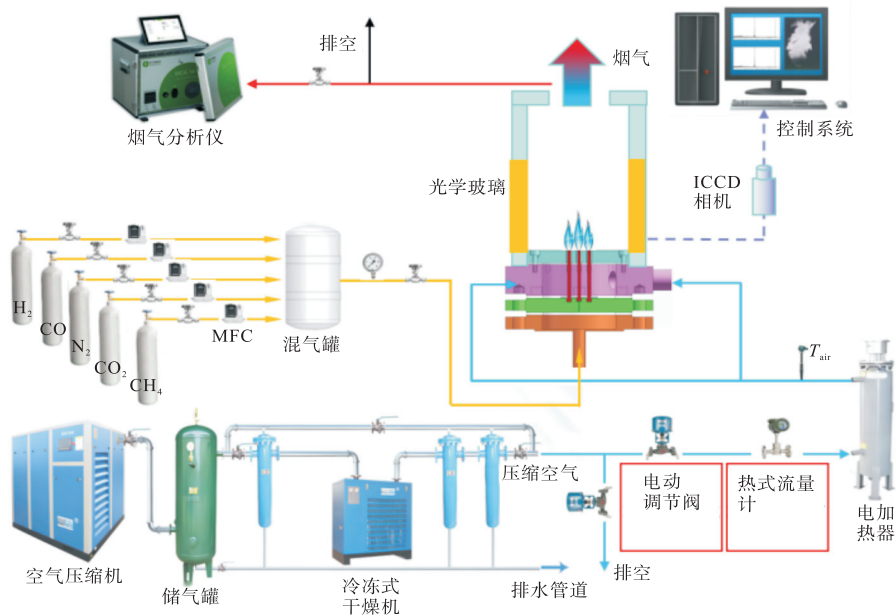 排空
烟气
烟气分析仪
控制系统
光学玻璃
ICCD
相机
H₂
CO
N₂
CO₂
CH₄
MFC
混气罐
T_air
压缩空气
电动
调节阀
热式流量
计
电加
热器
空气压缩机
储气罐
冷冻式
干燥机
排水管道
排空